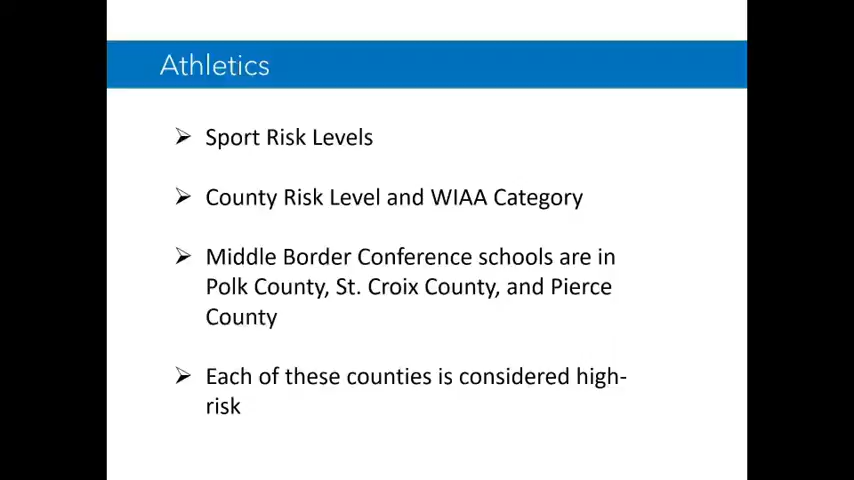 Athletics
➢ Sport Risk Levels
➢ County Risk Level and WIAA Category
➢ Middle Border Conference schools are in
Polk County, St. Croix County, and Pierce
County
➢ Each of these counties is considered high-
risk